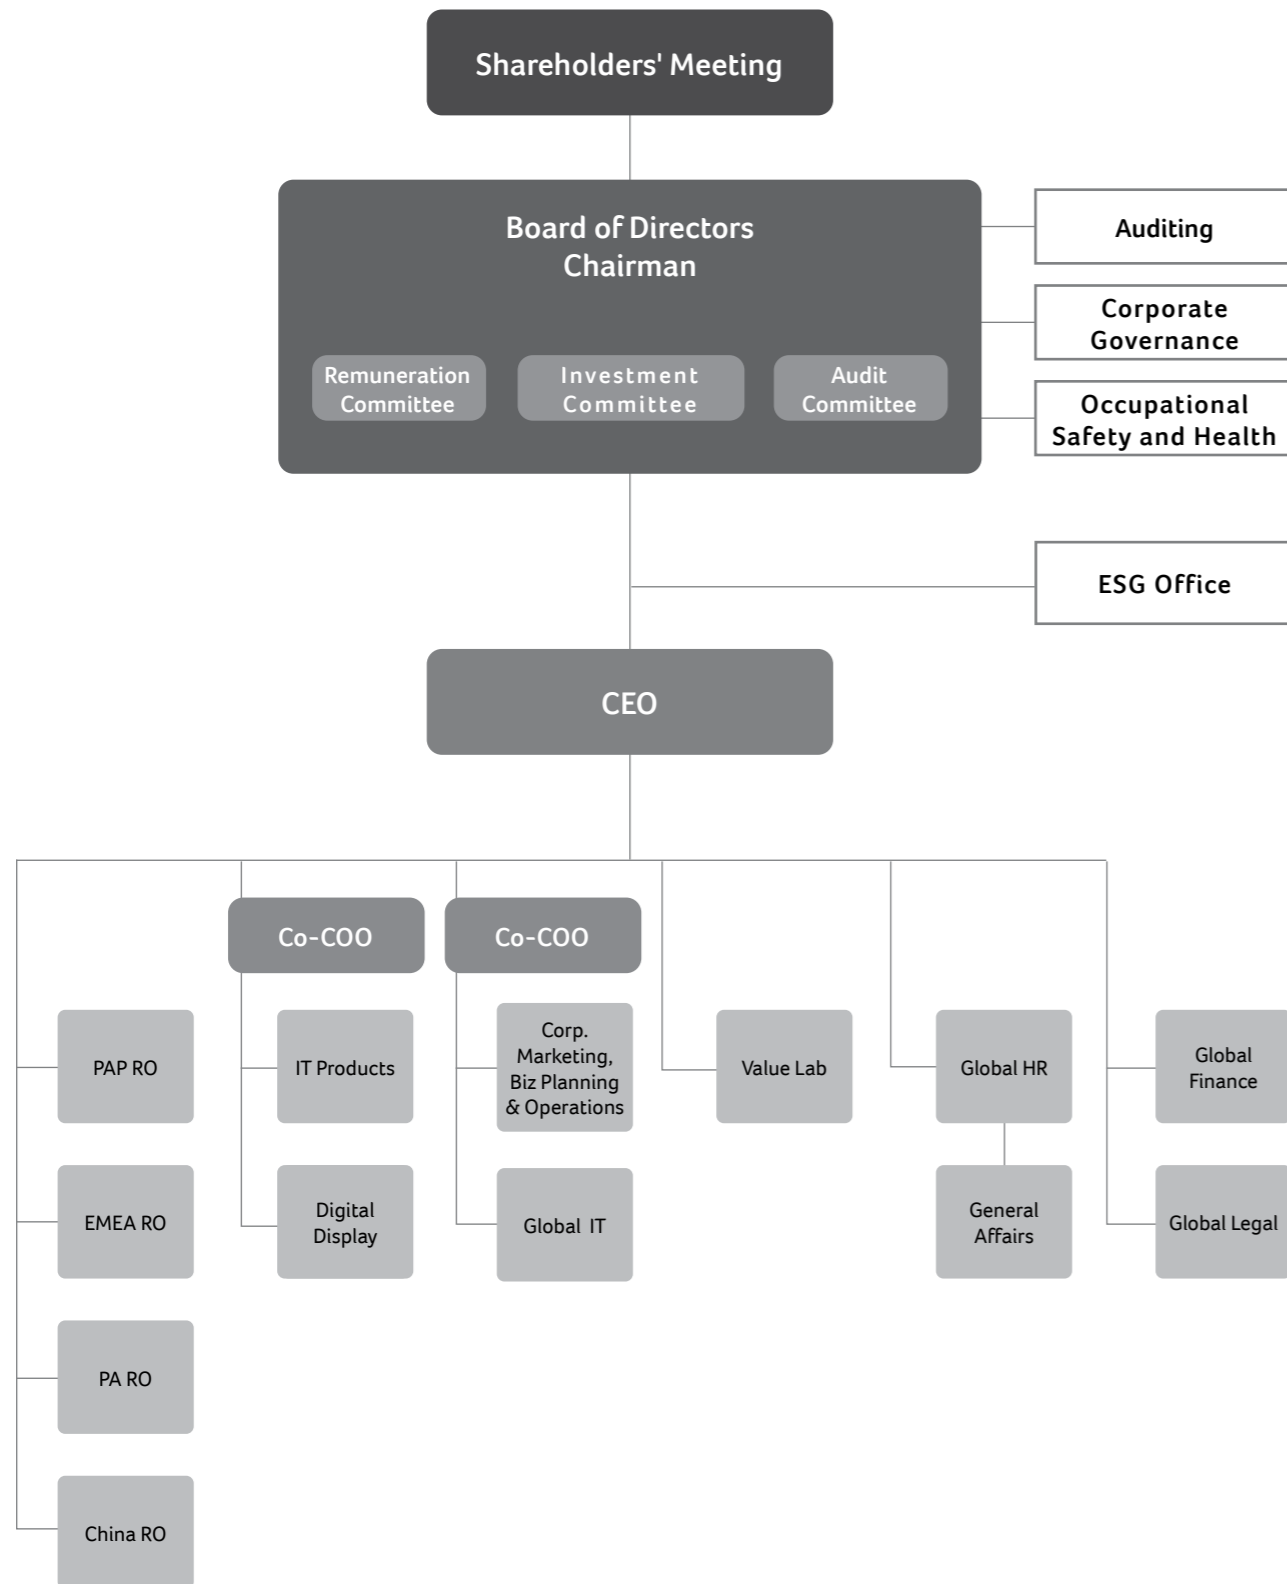 Shareholders' Meeting
Board of Directors
Chairman
Remuneration
Committee
Investment
Committee
Audit
Committee
Auditing
Corporate
Governance
Occupational
Safety and Health
ESG Office
CEO
Co-COO
Co-COO
PAP RO
IT Products
Corp.
Marketing,
Biz Planning
& Operations
Value Lab
Global HR
Global
Finance
EMEA RO
Digital
Display
Global IT
General
Affairs
Global Legal
PA RO
China RO